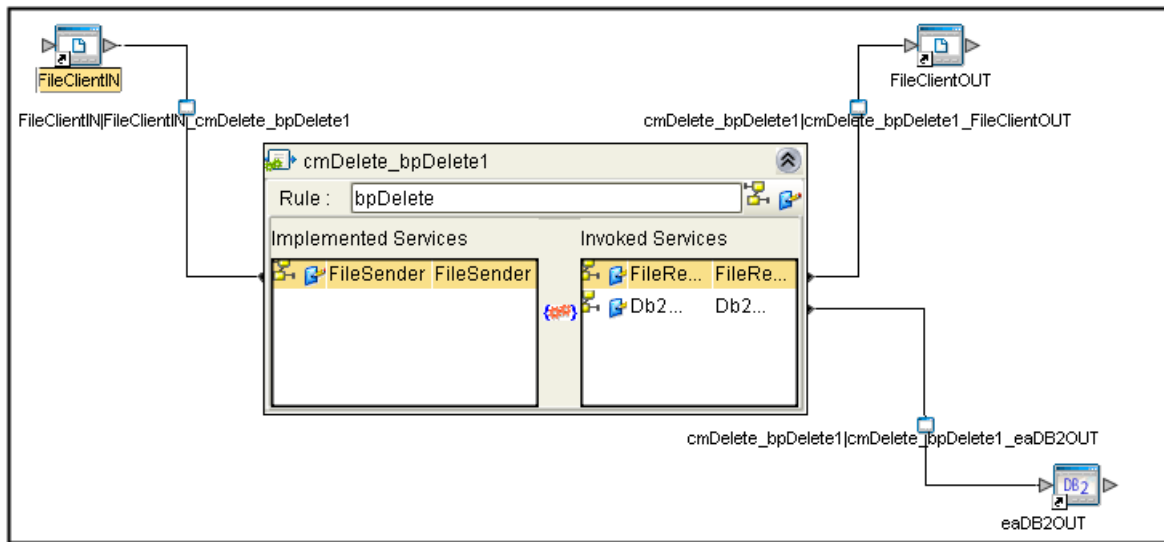 FileClientIN
FileClientOUT
FileClientIN|FileClientIN_cmDelete_bpDelete1
cmDelete_bpDelete1|cmDelete_bpDelete1_FileClientOUT
cmDelete_bpDelete1
Rule : bpDelete
Implemented Services Invoked Services
FileSender FileSender FileRe... FileRe...
Db2... Db2...
cmDelete_bpDelete1|cmDelete_bpDelete1_eaDB2OUT
DB2
eaDB2OUT